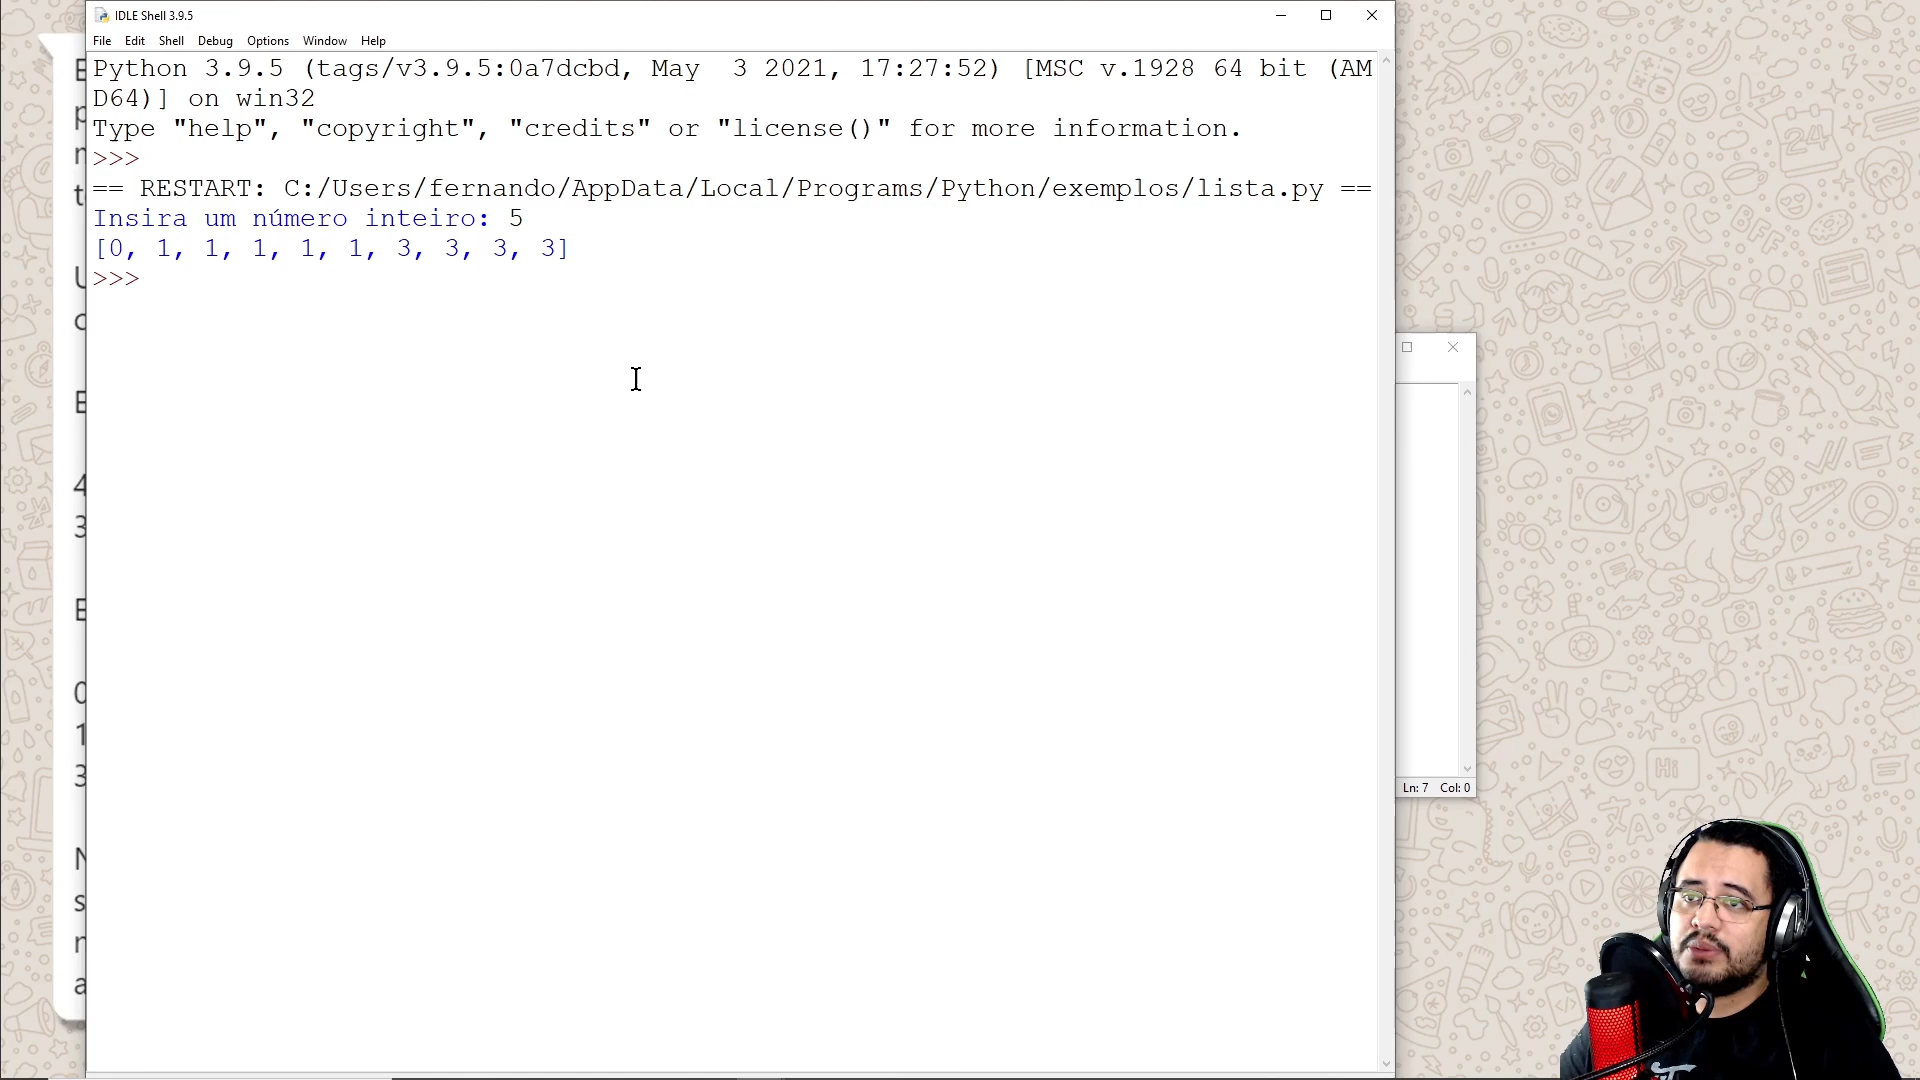 IDLE Shell 3.9.5
File Edit Shell Debug Options Window Help
Python 3.9.5 (tags/v3.9.5:0a7dcbd, May  3 2021, 17:27:52) [MSC v.1928 64 bit (AM
D64)] on win32
Type "help", "copyright", "credits" or "license()" for more information.
>>>
== RESTART: C:/Users/fernando/AppData/Local/Programs/Python/exemplos/lista.py ==
Insira um número inteiro: 5
[0, 1, 1, 1, 1, 1, 3, 3, 3, 3]
>>>
Ln: 7 Col: 0